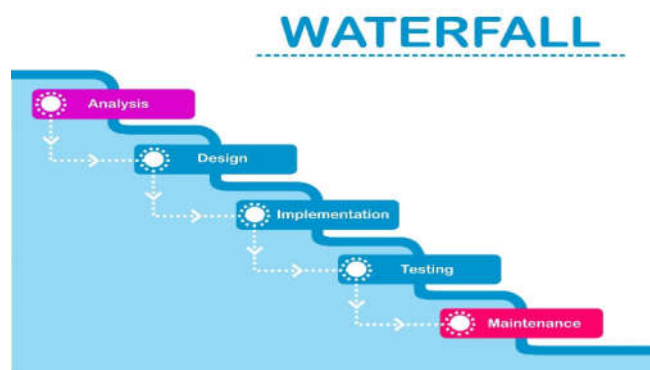 WATERFALL
Analysis
Design
Implementation
Testing
Maintenance